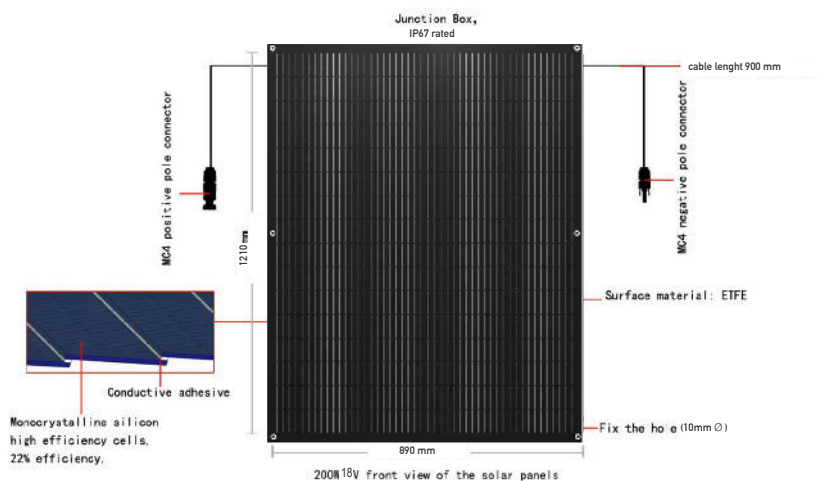 Junction Box,
IP67 rated
cable lenght 900 mm
MC4 positive pole connector
MC4 negative pole connector
1210mm
Surface material: ETFE
Conductive adhesive
Monocrystalline silicon
high efficiency cells,
22% efficiency.
Fix the hole (10mm ∅)
890 mm
200W 18V front view of the solar panels